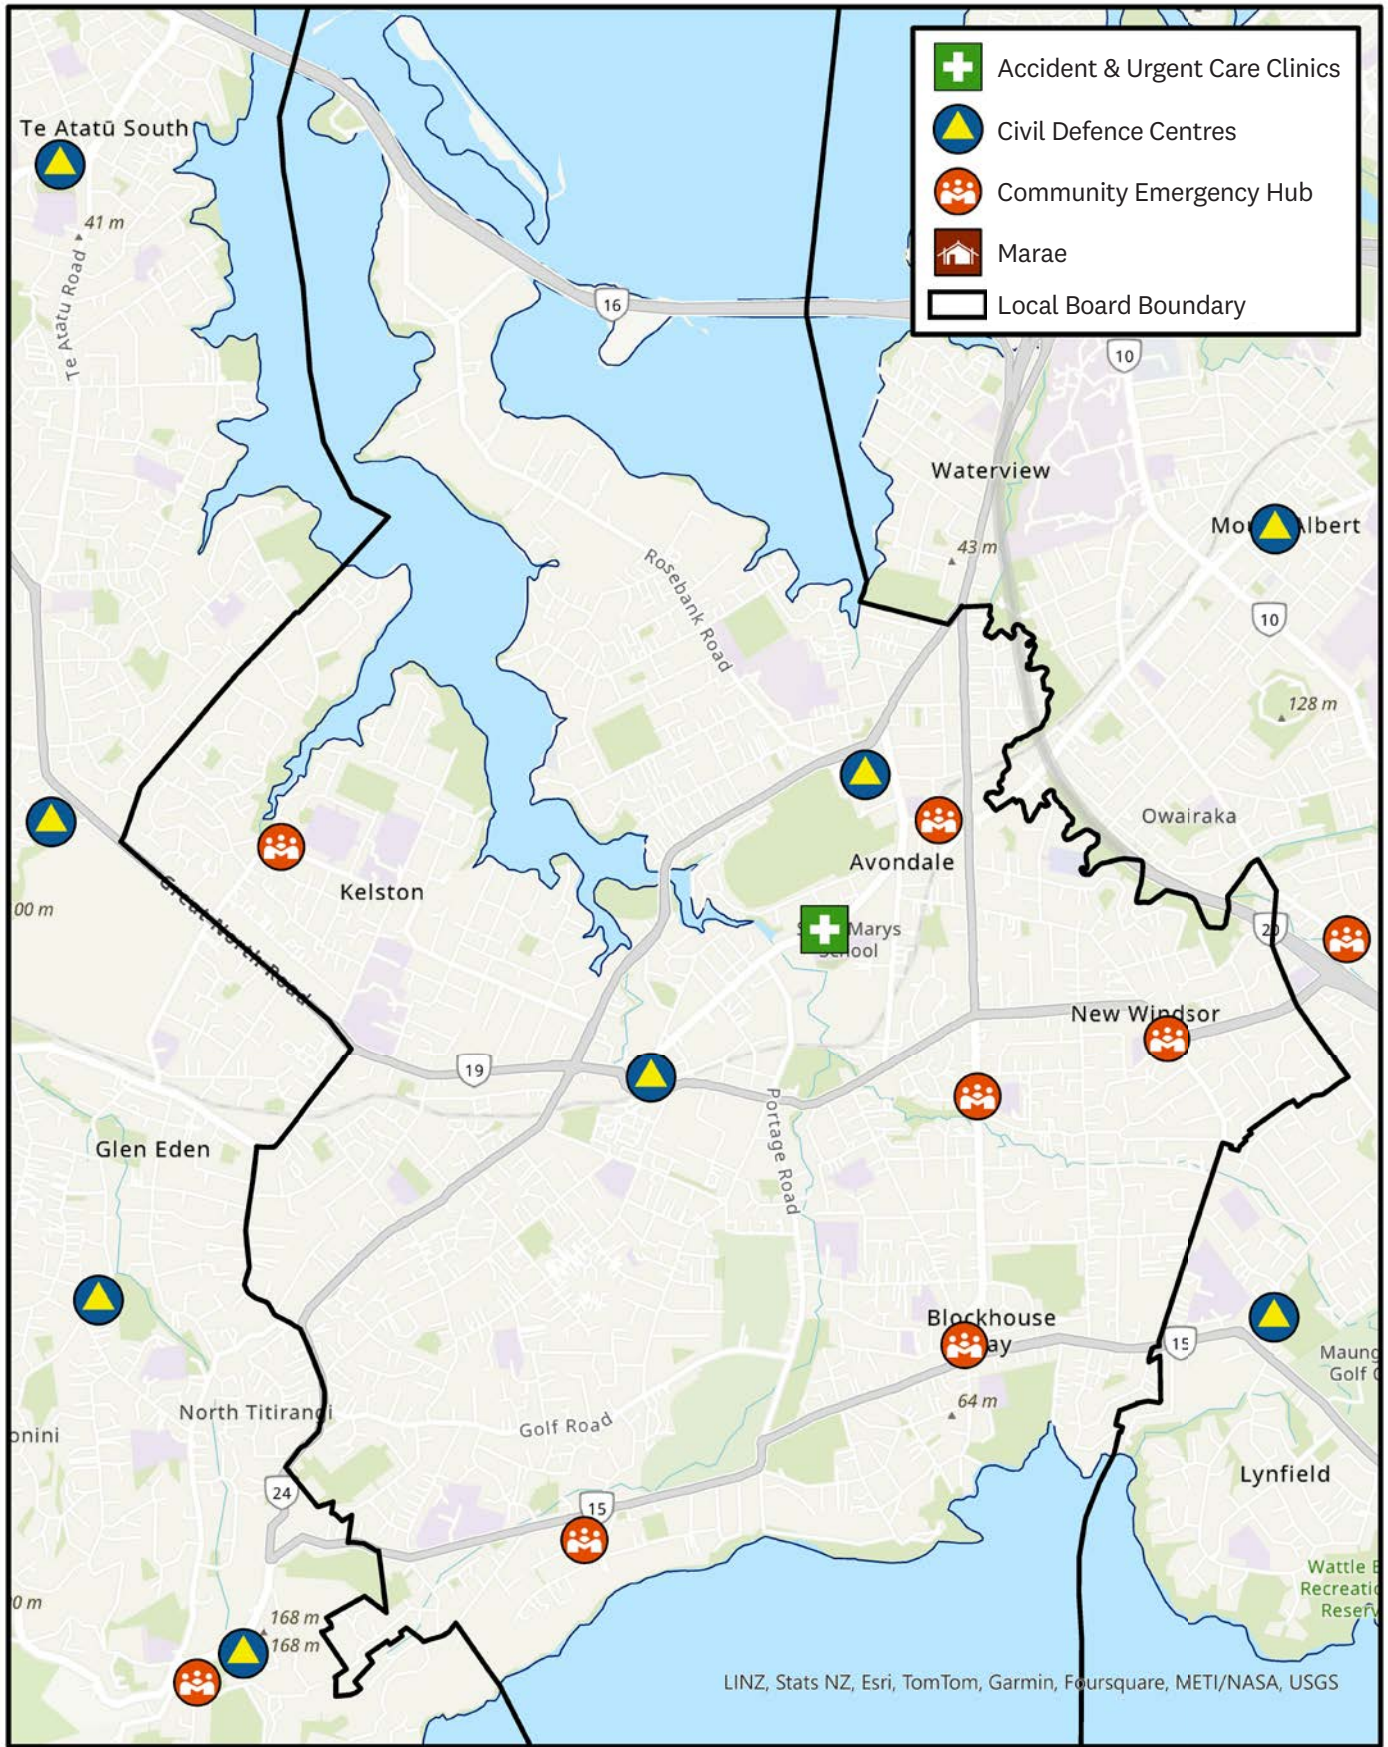 Accident & Urgent Care Clinics
Civil Defence Centres
Community Emergency Hub
Marae
Local Board Boundary
Te Atatū South
41 m
Te Atatu Road
16
10
Waterview
43 m
Albert
Rosebank Road
10
128 m
Owairaka
Avondale
Kelston
00 m
Great North Road
Marys
School
20
New Windsor
19
Portage Road
Glen Eden
Blockhouse
ay
15
Maung
Golf
64 m
North Titirangi
onini
Golf Road
24
15
Lynfield
Wattle
Recreatio
Reserv
0 m
168 m
168 m
LINZ, Stats NZ, Esri, TomTom, Garmin, Foursquare, METI/NASA, USGS